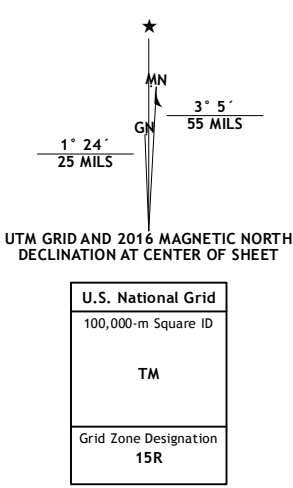 ★
MN
3° 5´
55 MILS
GN
1° 24´
25 MILS
UTM GRID AND 2016 MAGNETIC NORTH
DECLINATION AT CENTER OF SHEET
U.S. National Grid
100,000-m Square ID
TM
Grid Zone Designation
15R